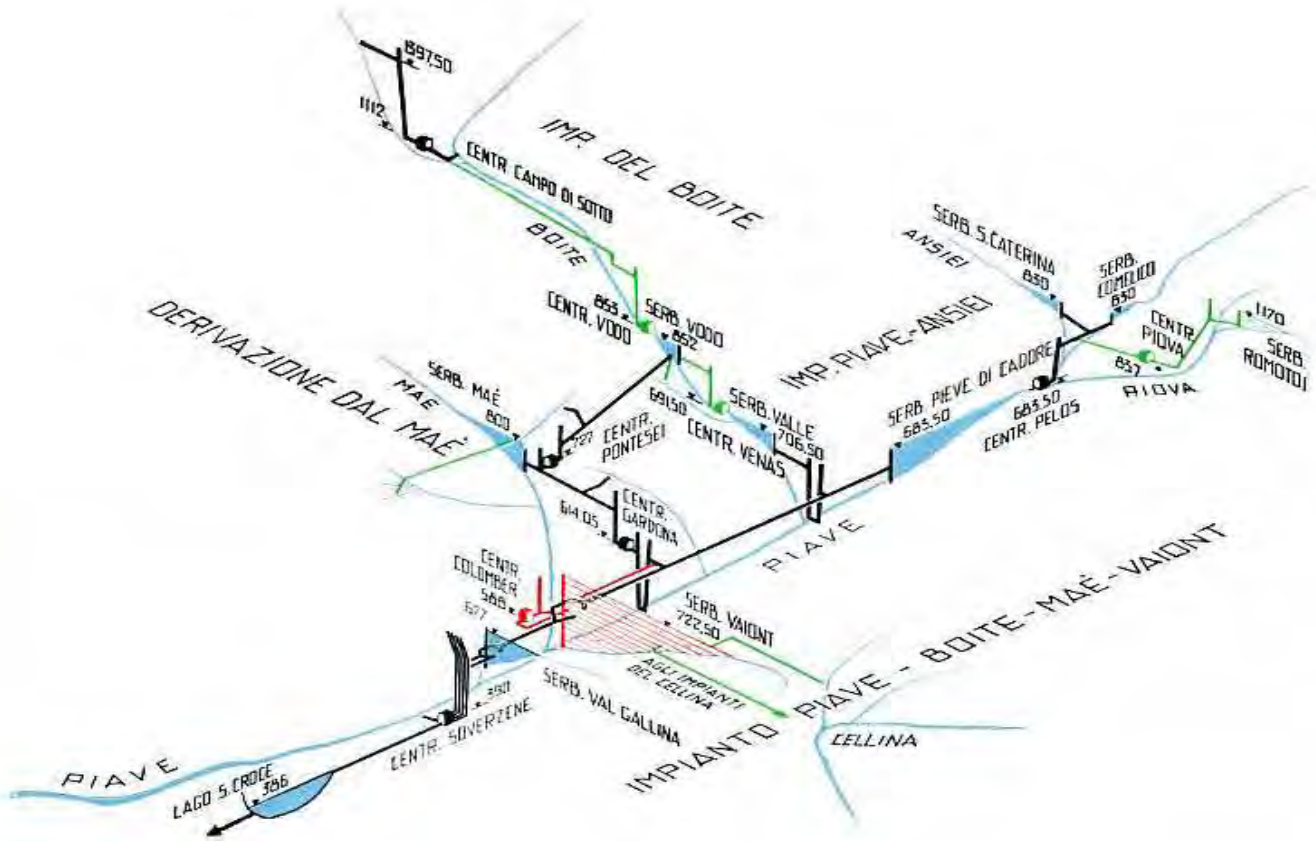 897,50
1112
CENTR. CAMPO DI SOTTO
IMP. DEL BOITE
BOITE
SERB. S. CATERINA
830
ANSIEI
SERB.
COMELICO
830
CENTR.
PIOVA
837
1170
SERB.
ROMOTOI
PIOVA
DERIVAZIONE DAL MAÈ
853
CENTR. VODO
SERB. VODO
852
IMP. PIAVE-ANSIEI
SERB. MAÈ
800
MAE
691,50
SERB. VALLE
706,50
CENTR. VENAS
SERB. PIEVE DI CADORE
683,50
683,50
CENTR. PELOS
727
CENTR.
PONTESEI
614,05
CENTR.
GARDONA
PIAVE
CENTR.
COLOMBER
588
677
SERB. VAIONT
722,50
AGLI IMPIANTI
DEL CELLINA
SERB. VAL GALLINA
IMPIANTO PIAVE-BOITE-MAÈ-VAIONT
CELLINA
390
CENTR. SOVERZENE
PIAVE
LAGO S. CROCE
386